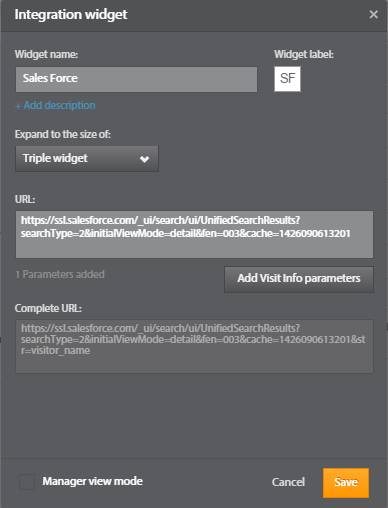 Integration widget
×
Widget name:
Widget label:
Sales Force
SF
+ Add description
Expand to the size of:
Triple widget
URL:
https://ssl.salesforce.com/_ui/search/ui/UnifiedSearchResults?
searchType=2&initialViewMode=detail&fen=003&cache=1426090613201
1 Parameters added
Add Visit Info parameters
Complete URL:
https://ssl.salesforce.com/_ui/search/ui/UnifiedSearchResults?
searchType=2&initialViewMode=detail&fen=003&cache=1426090613201&st
r=visitor_name
Manager view mode
Cancel
Save